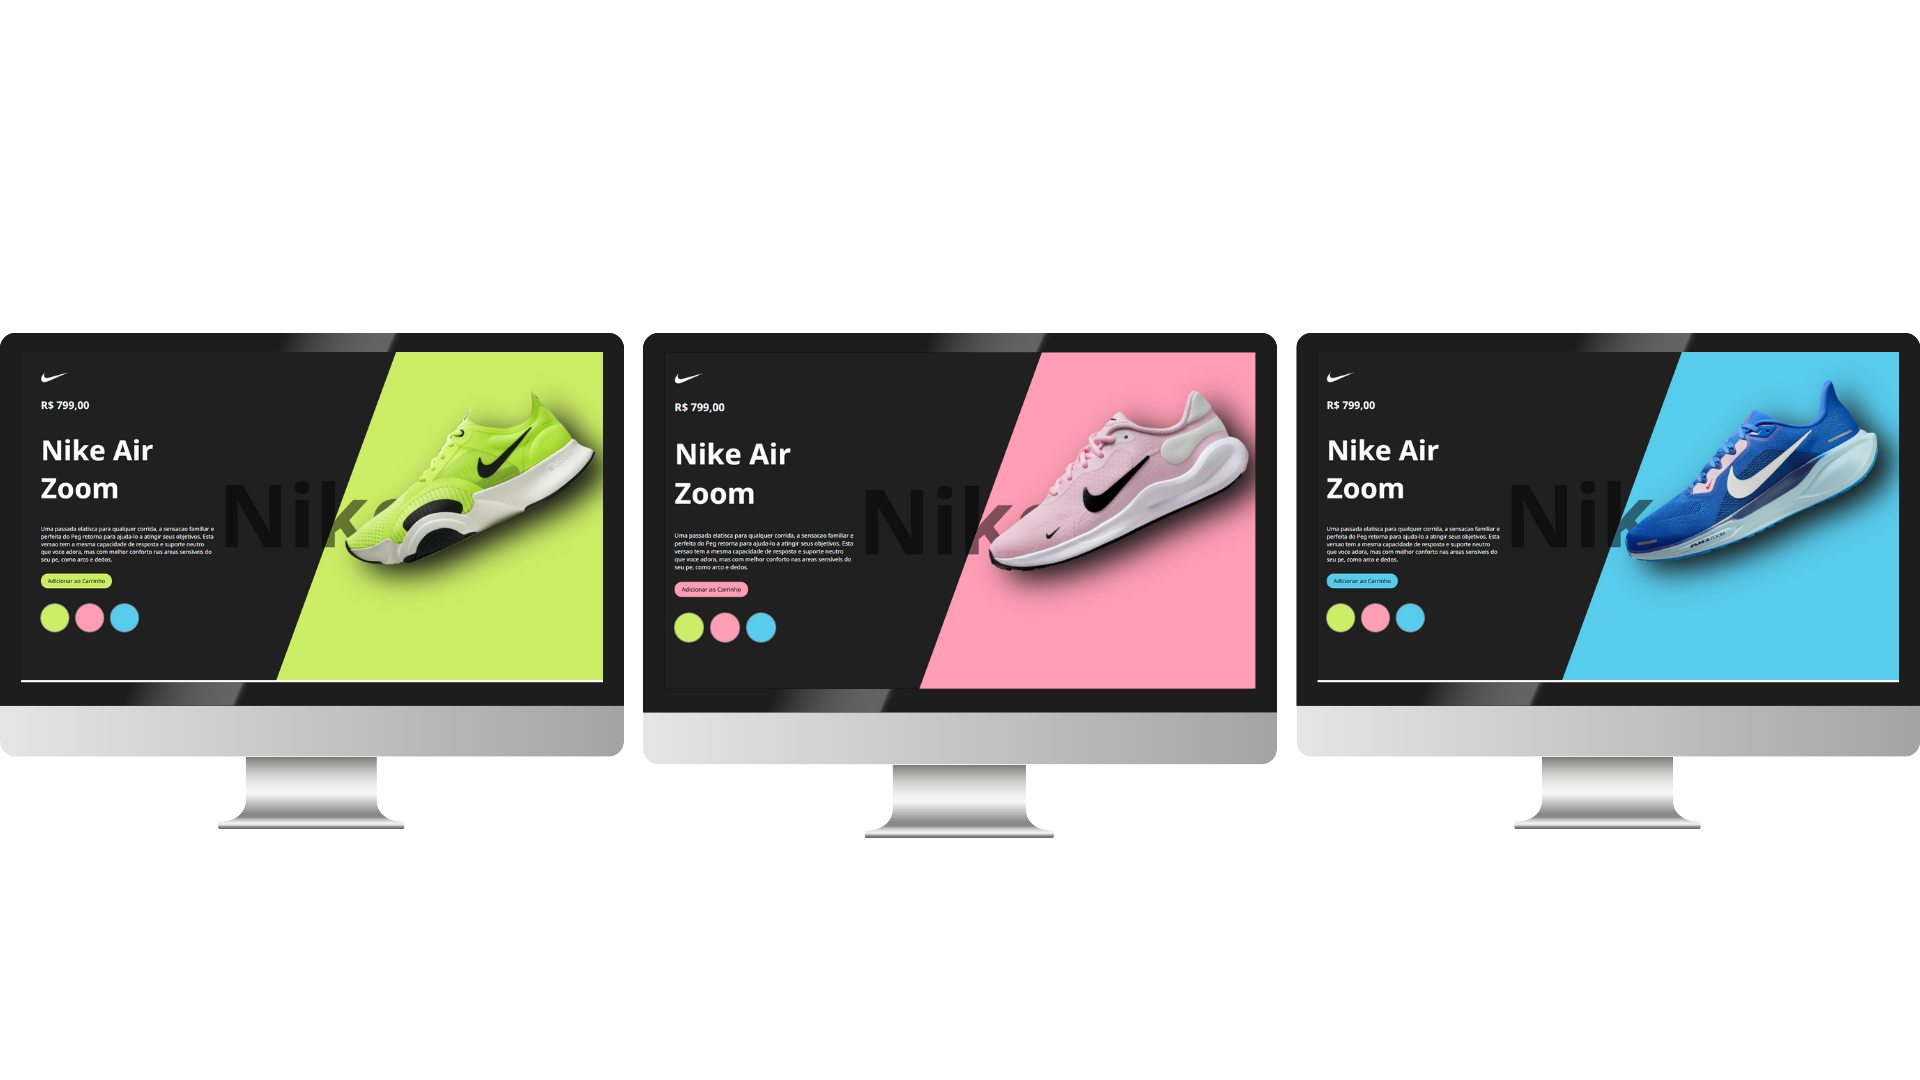 R$ 799,00
Nike Air
Zoom
Nike
Uma passada elatisca para qualquer corrida, a sensacao familiar e
perfeita do Peg retorna para ajuda-lo a atingir seus objetivos. Esta
versao tem a mesma capacidade de resposta e suporte neutro
que voce adora, mas com melhor conforto nas areas sensiveis do
seu pe, como arco e dedos.
Adicionar ao Carrinho
R$ 799,00
Nike Air
Zoom
Nike
Uma passada elatisca para qualquer corrida, a sensacao familiar e
perfeita do Peg retorna para ajuda-lo a atingir seus objetivos. Esta
versao tem a mesma capacidade de resposta e suporte neutro
que voce adora, mas com melhor conforto nas areas sensiveis do
seu pe, como arco e dedos.
Adicionar ao Carrinho
R$ 799,00
Nike Air
Zoom
Nik
Uma passada elatisca para qualquer corrida, a sensacao familiar e
perfeita do Peg retorna para ajuda-lo a atingir seus objetivos. Esta
versao tem a mesma capacidade de resposta e suporte neutro
que voce adora, mas com melhor conforto nas areas sensiveis do
seu pe, como arco e dedos.
Adicionar ao Carrinho